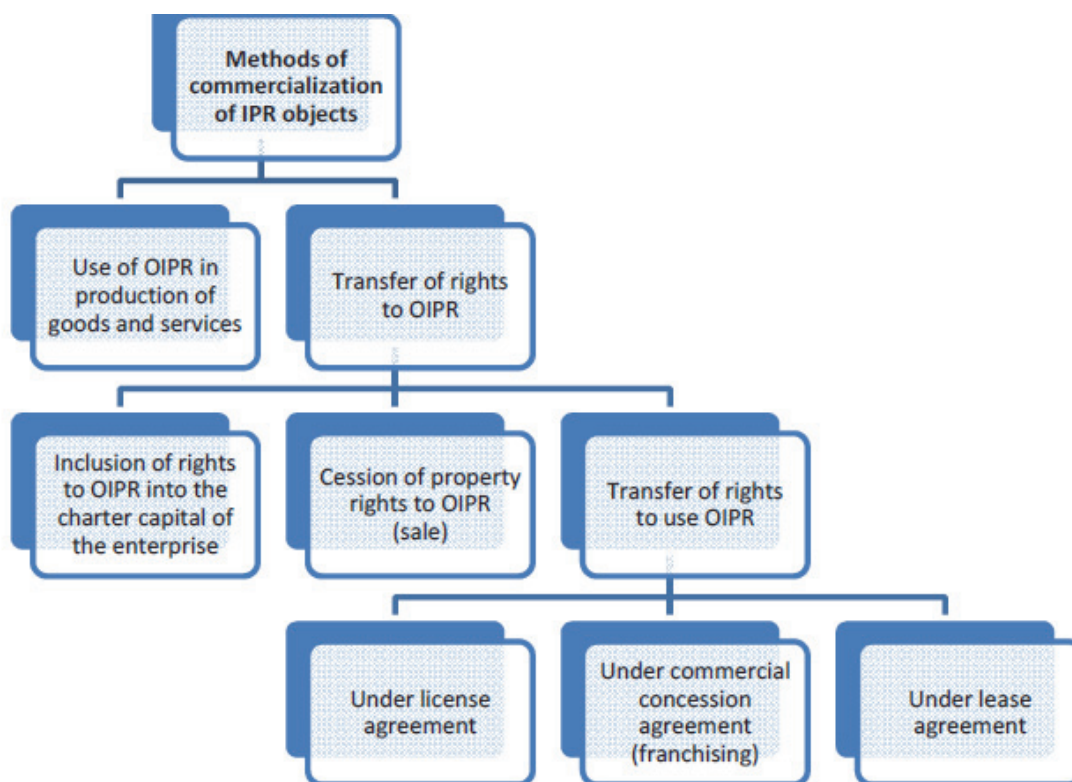 Methods of
commercialization
of IPR objects
Use of OIPR in
production of
goods and services
Transfer of rights
to OIPR
Inclusion of rights
to OIPR into the
charter capital of
the enterprise
Cession of property
rights to OIPR
(sale)
Transfer of rights
to use OIPR
Under license
agreement
Under commercial
concession
agreement
(franchising)
Under lease
agreement